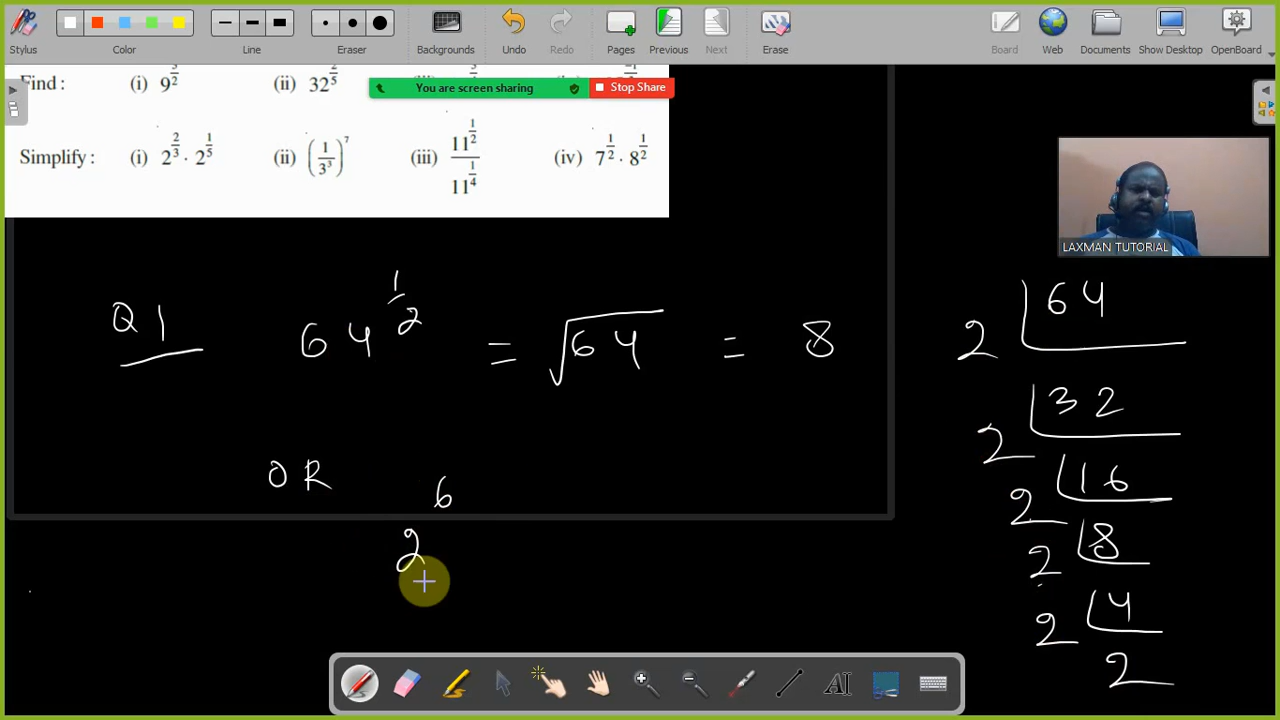 Stylus Color Line Eraser Backgrounds Undo Redo Pages Previous Next Erase Board Web Documents Show Desktop OpenBoard
You are screen sharing Stop Share
Find : (i) 9^{3/2} (ii) 32^{2/5}
Simplify : (i) 2^{2/3} . 2^{1/5} (ii) (1/3^3)^7 (iii) 11^{1/2}/11^{1/4} (iv) 7^{1/2} . 8^{1/2}
LAXMAN TUTORIAL
Q 1 64^{1/2} = √64 = 8
OR 2^6
2 64
2 32
2 16
2 8
2 4
2